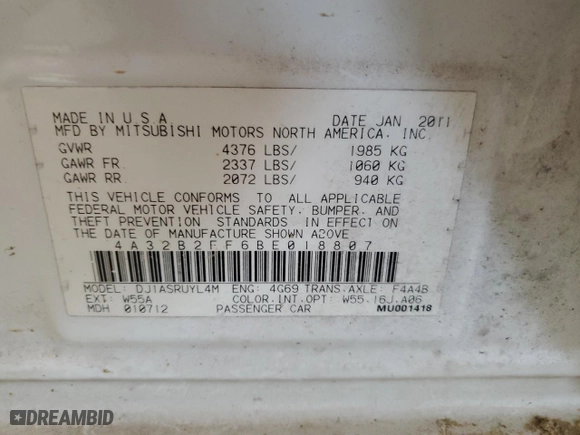 MADE IN U.S.A DATE JAN 2011
MFD BY MITSUBISHI MOTORS NORTH AMERICA, INC.
GVWR 4376 LBS/ 1985 KG
GAWR FR. 2337 LBS/ 1060 KG
GAWR RR 2072 LBS/ 940 KG
THIS VEHICLE CONFORMS TO ALL APPLICABLE
FEDERAL MOTOR VEHICLE SAFETY, BUMPER, AND
THEFT PREVENTION STANDARDS IN EFFECT ON
THE DATE OF MANUFACTURE SHOWN ABOVE.
4A32B2FF6BE018807
MODEL: DJ1ASRUYL4M ENG: 4G69 TRANS.AXLE: F4A4B
EXT: W55A COLOR.INT.OPT: W55.16J.A06
MDH 010712 PASSENGER CAR MU001418
DREAMBID